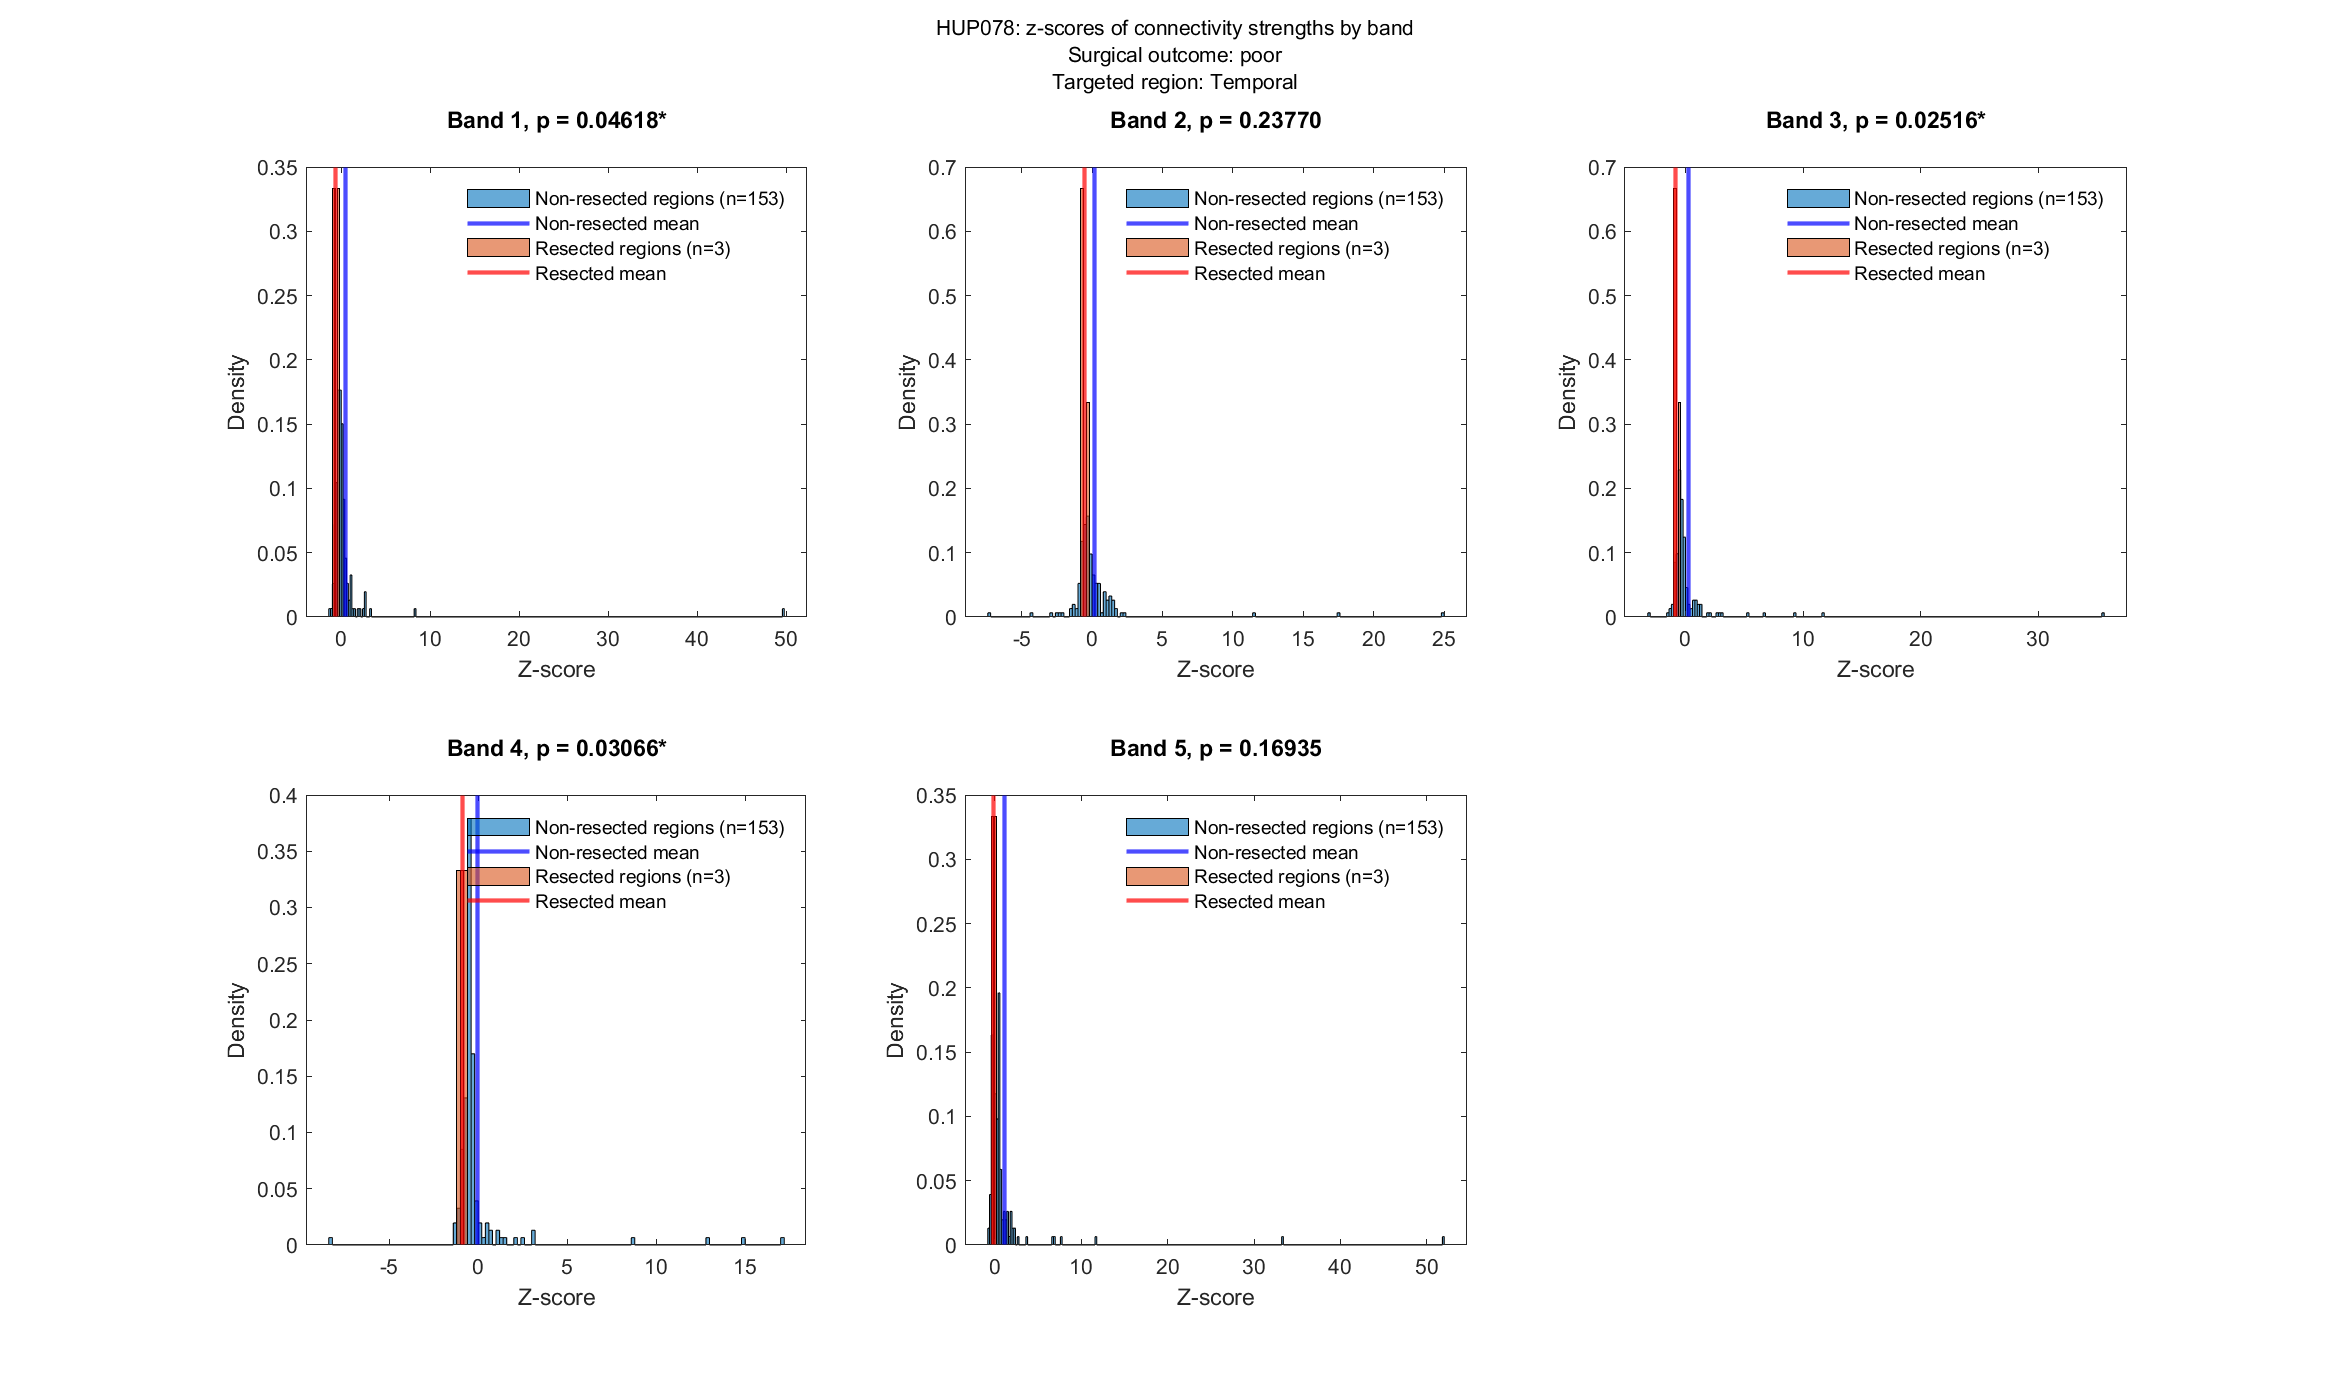 HUP078: z-scores of connectivity strengths by band
Surgical outcome: poor
Targeted region: Temporal
Band 1, p = 0.04618*
0.35
0.3
0.25
0.2
0.15
0.1
0.05
0
Density
0 10 20 30 40 50
Z-score
Non-resected regions (n=153)
Non-resected mean
Resected regions (n=3)
Resected mean
Band 2, p = 0.23770
0.7
0.6
0.5
0.4
0.3
0.2
0.1
0
Density
-5 0 5 10 15 20 25
Z-score
Non-resected regions (n=153)
Non-resected mean
Resected regions (n=3)
Resected mean
Band 3, p = 0.02516*
0.7
0.6
0.5
0.4
0.3
0.2
0.1
0
Density
0 10 20 30
Z-score
Non-resected regions (n=153)
Non-resected mean
Resected regions (n=3)
Resected mean
Band 4, p = 0.03066*
0.4
0.35
0.3
0.25
0.2
0.15
0.1
0.05
0
Density
-5 0 5 10 15
Z-score
Non-resected regions (n=153)
Non-resected mean
Resected regions (n=3)
Resected mean
Band 5, p = 0.16935
0.35
0.3
0.25
0.2
0.15
0.1
0.05
0
Density
0 10 20 30 40 50
Z-score
Non-resected regions (n=153)
Non-resected mean
Resected regions (n=3)
Resected mean